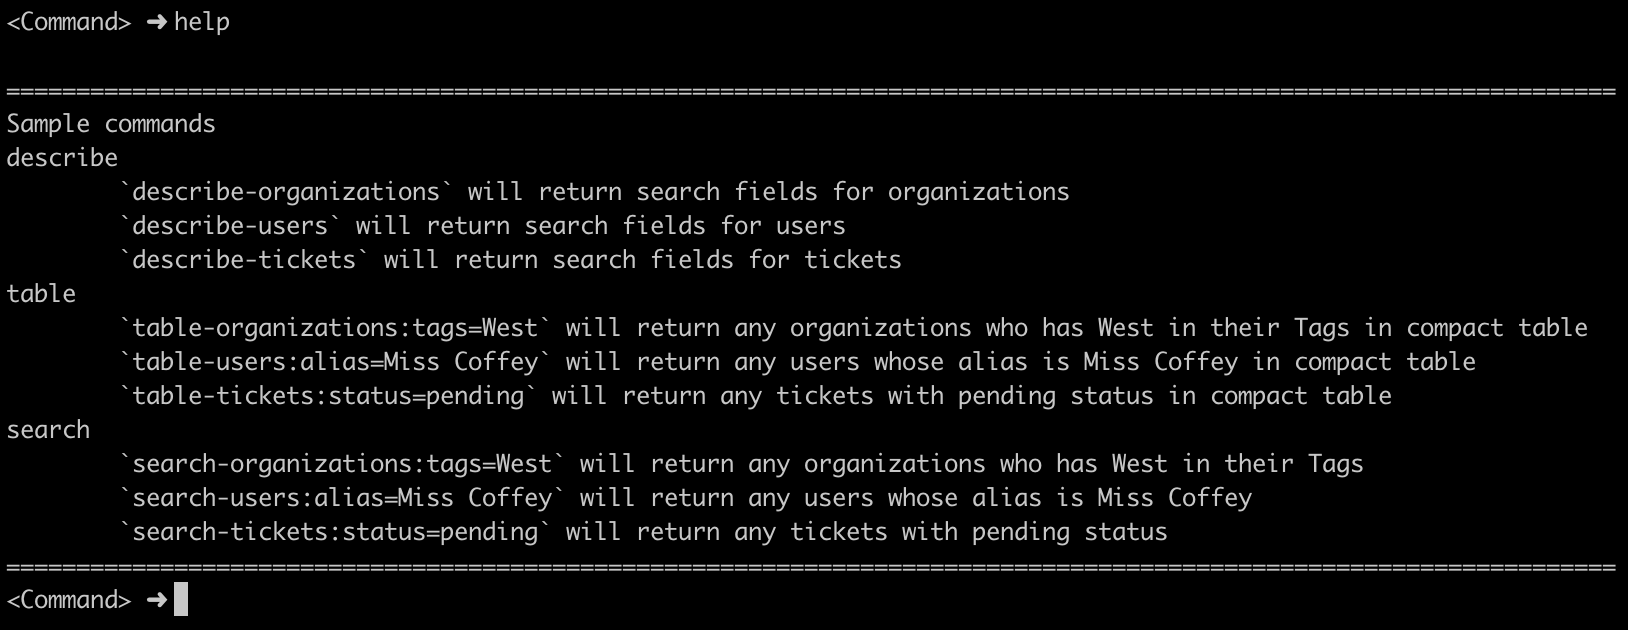 <Command> ➜ help
===================================================================================================================
Sample commands
describe
        `describe-organizations` will return search fields for organizations
        `describe-users` will return search fields for users
        `describe-tickets` will return search fields for tickets
table
        `table-organizations:tags=West` will return any organizations who has West in their Tags in compact table
        `table-users:alias=Miss Coffey` will return any users whose alias is Miss Coffey in compact table
        `table-tickets:status=pending` will return any tickets with pending status in compact table
search
        `search-organizations:tags=West` will return any organizations who has West in their Tags
        `search-users:alias=Miss Coffey` will return any users whose alias is Miss Coffey
        `search-tickets:status=pending` will return any tickets with pending status
===================================================================================================================
<Command> ➜